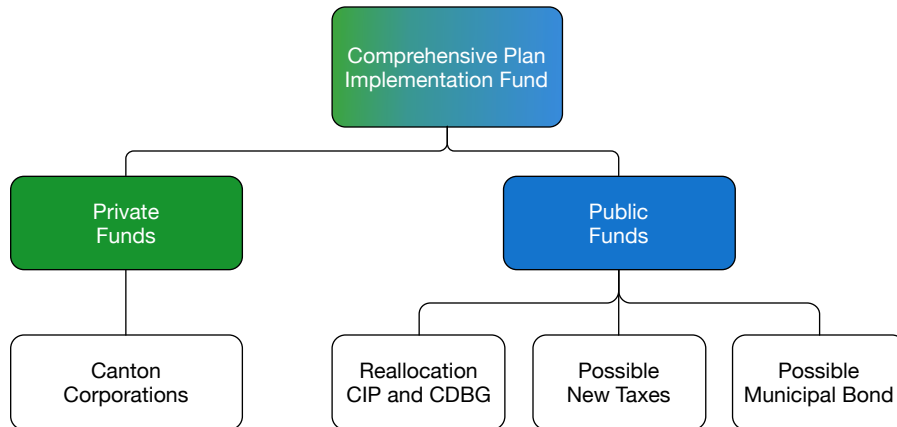 Comprehensive Plan
Implementation Fund
Private
Funds
Public
Funds
Canton
Corporations
Reallocation
CIP and CDBG
Possible
New Taxes
Possible
Municipal Bond